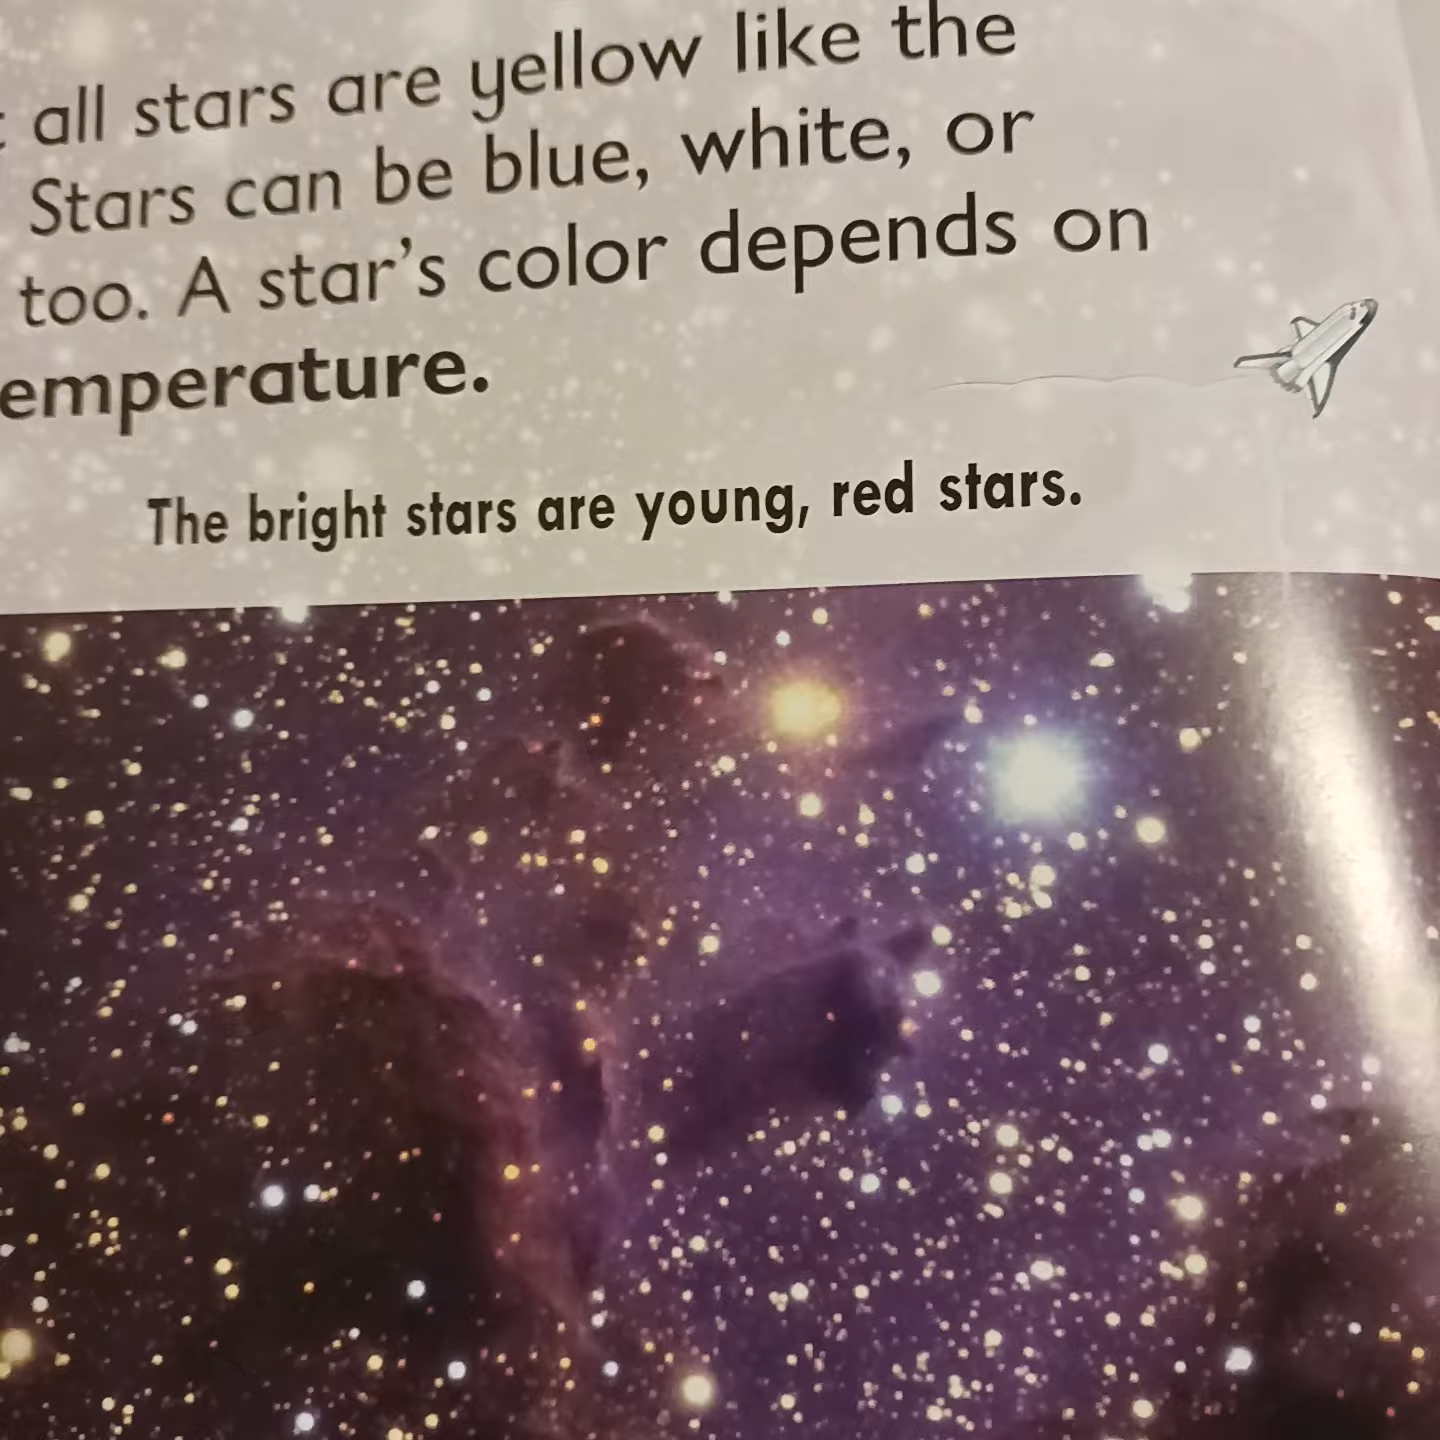 all stars are yellow like the
Stars can be blue, white, or
too. A star's color depends on
emperature.
The bright stars are young, red stars.